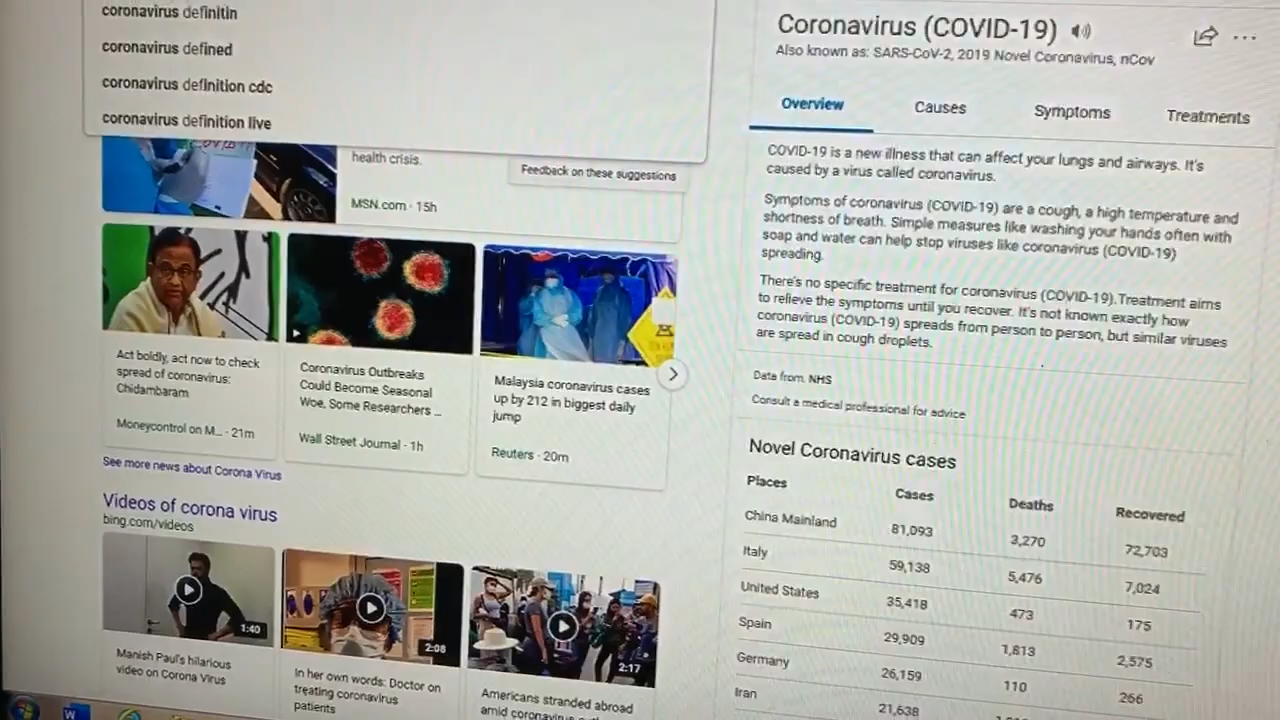 coronavirus definitin
coronavirus defined
coronavirus definition cdc
coronavirus definition live
health crisis.
Feedback on these suggestions
MSN.com · 15h
Act boldly, act now to check
spread of coronavirus:
Chidambaram
Moneycontrol on M... · 21m
Coronavirus Outbreaks
Could Become Seasonal
Woe, Some Researchers ...
Wall Street Journal · 1h
Malaysia coronavirus cases
up by 212 in biggest daily
jump
Reuters · 20m
See more news about Corona Virus
Videos of corona virus
bing.com/videos
1:40
2:08
2:17
Manish Paul's hilarious
video on Corona Virus
In her own words: Doctor on
treating coronavirus
patients
Americans stranded abroad
amid coronavirus
Coronavirus (COVID-19)
Also known as: SARS-CoV-2, 2019 Novel Coronavirus, nCov
Overview Causes Symptoms Treatments
COVID-19 is a new illness that can affect your lungs and airways. It's
caused by a virus called coronavirus.
Symptoms of coronavirus (COVID-19) are a cough, a high temperature and
shortness of breath. Simple measures like washing your hands often with
soap and water can help stop viruses like coronavirus (COVID-19)
spreading.
There's no specific treatment for coronavirus (COVID-19).Treatment aims
to relieve the symptoms until you recover. It's not known exactly how
coronavirus (COVID-19) spreads from person to person, but similar viruses
are spread in cough droplets.
Data from: NHS
Consult a medical professional for advice
Novel Coronavirus cases
Places Cases Deaths Recovered
China Mainland 81,093 3,270 72,703
Italy 59,138 5,476 7,024
United States 35,418 473 175
Spain 29,909 1,813 2,575
Germany 26,159 110 266
Iran 21,638